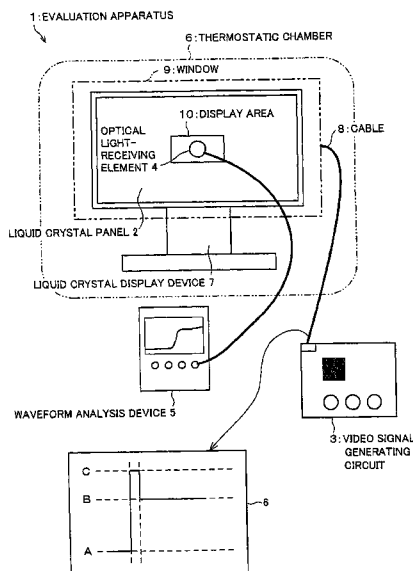 1:EVALUATION APPARATUS
6:THERMOSTATIC CHAMBER
9:WINDOW
10:DISPLAY AREA
OPTICAL
LIGHT-
RECEIVING
ELEMENT 4
8:CABLE
LIQUID CRYSTAL PANEL 2
LIQUID CRYSTAL DISPLAY DEVICE 7
WAVEFORM ANALYSIS DEVICE 5
3:VIDEO SIGNAL
GENERATING
CIRCUIT
C
B
6
A